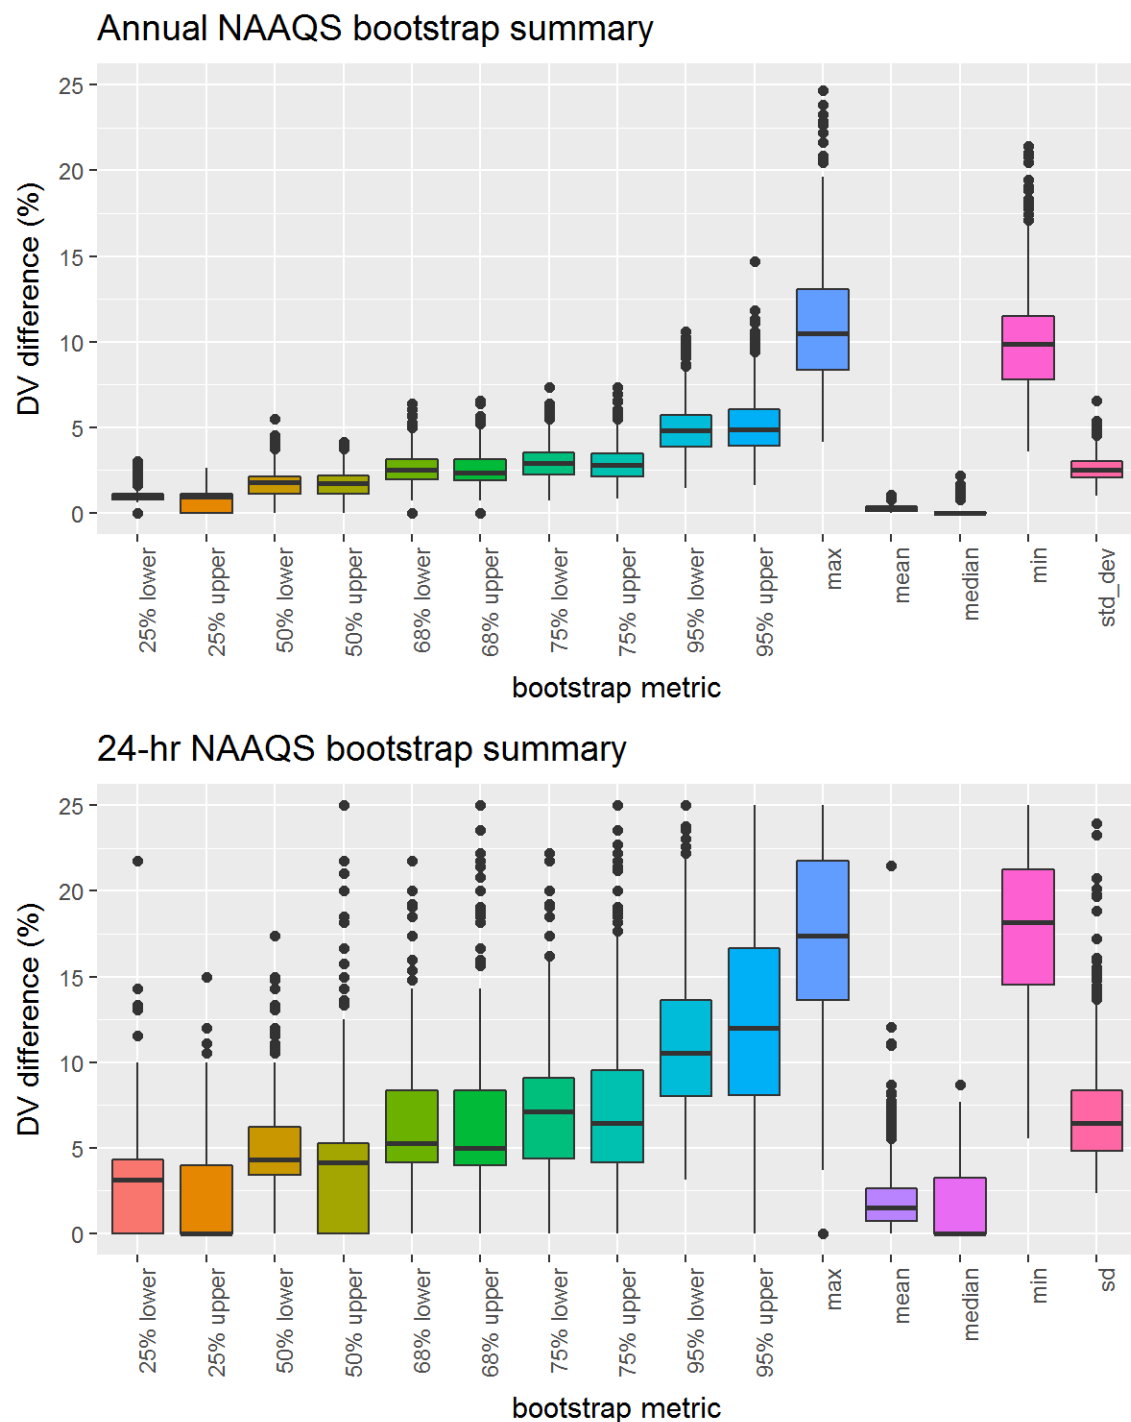 Annual NAAQS bootstrap summary
25
20
15
10
5
0
DV difference (%)
25% lower
25% upper
50% lower
50% upper
68% lower
68% upper
75% lower
75% upper
95% lower
95% upper
max
mean
median
min
std_dev
bootstrap metric
24-hr NAAQS bootstrap summary
25
20
15
10
5
0
DV difference (%)
25% lower
25% upper
50% lower
50% upper
68% lower
68% upper
75% lower
75% upper
95% lower
95% upper
max
mean
median
min
sd
bootstrap metric